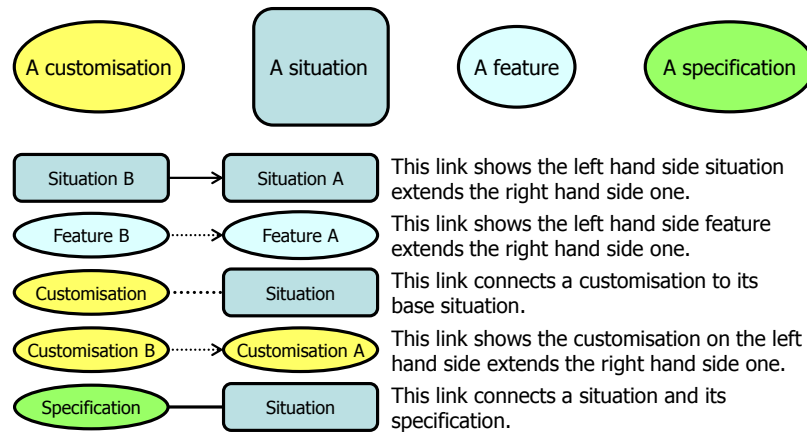 A customisation
A situation
A feature
A specification
Situation B
Situation A
This link shows the left hand side situation
extends the right hand side one.
Feature B
Feature A
This link shows the left hand side feature
extends the right hand side one.
Customisation
Situation
This link connects a customisation to its
base situation.
Customisation B
Customisation A
This link shows the customisation on the left
hand side extends the right hand side one.
Specification
Situation
This link connects a situation and its
specification.